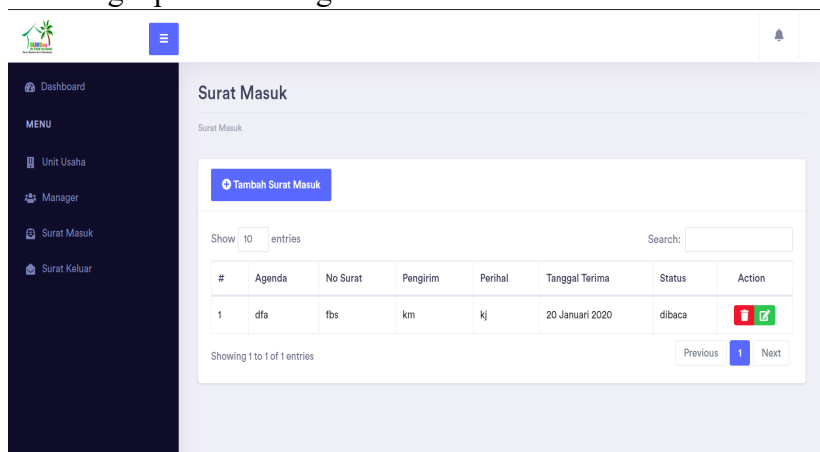 Dashboard
Surat Masuk
MENU
Surat Masuk
Unit Usaha
Tambah Surat Masuk
Manager
Surat Masuk
Show 10 entries Search:
Surat Keluar
# Agenda No Surat Pengirim Perihal Tanggal Terima Status Action
1 dfa fbs km kj 20 Januari 2020 dibaca
Showing 1 to 1 of 1 entries Previous 1 Next